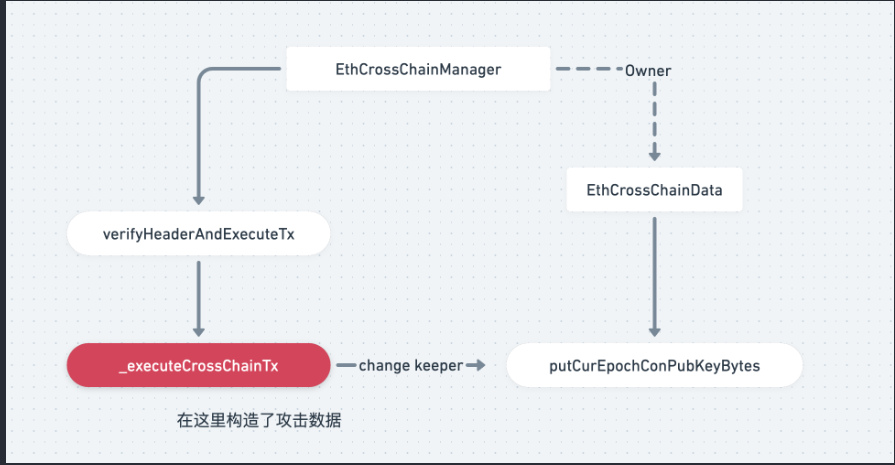 EthCrossChainManager
Owner
EthCrossChainData
verifyHeaderAndExecuteTx
_executeCrossChainTx
change keeper
putCurEpochConPubKeyBytes
在这里构造了攻击数据